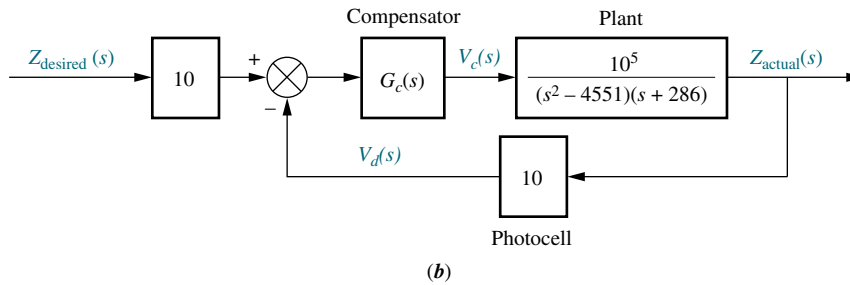 Compensator
Plant
Z_desired (s)
10
+
−
G_c(s)
V_c(s)
10^5
(s^2 − 4551)(s + 286)
Z_actual(s)
V_d(s)
10
Photocell
(b)